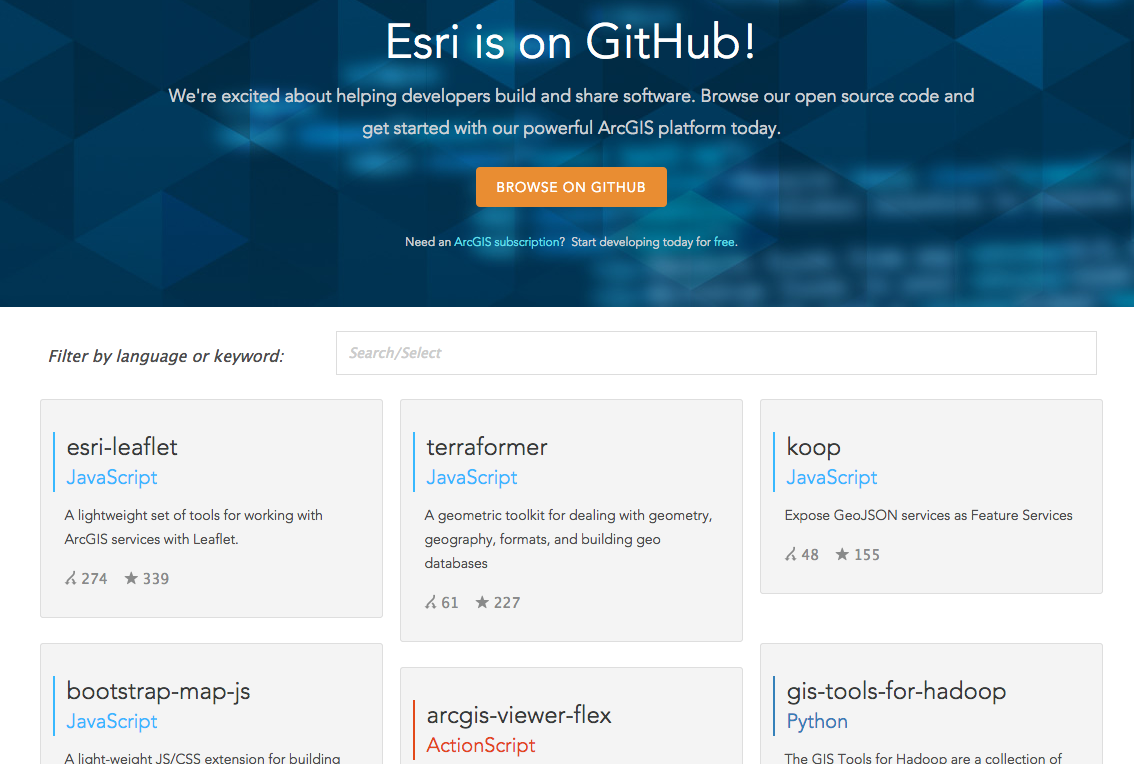 Esri is on GitHub!
We're excited about helping developers build and share software. Browse our open source code and
get started with our powerful ArcGIS platform today.
BROWSE ON GITHUB
Need an ArcGIS subscription? Start developing today for free.
Filter by language or keyword:
Search/Select
esri-leaflet
JavaScript
A lightweight set of tools for working with
ArcGIS services with Leaflet.
274 339
terraformer
JavaScript
A geometric toolkit for dealing with geometry,
geography, formats, and building geo
databases
61 227
koop
JavaScript
Expose GeoJSON services as Feature Services
48 155
bootstrap-map-js
JavaScript
A light-weight JS/CSS extension for building
arcgis-viewer-flex
ActionScript
gis-tools-for-hadoop
Python
The GIS Tools for Hadoop are a collection of